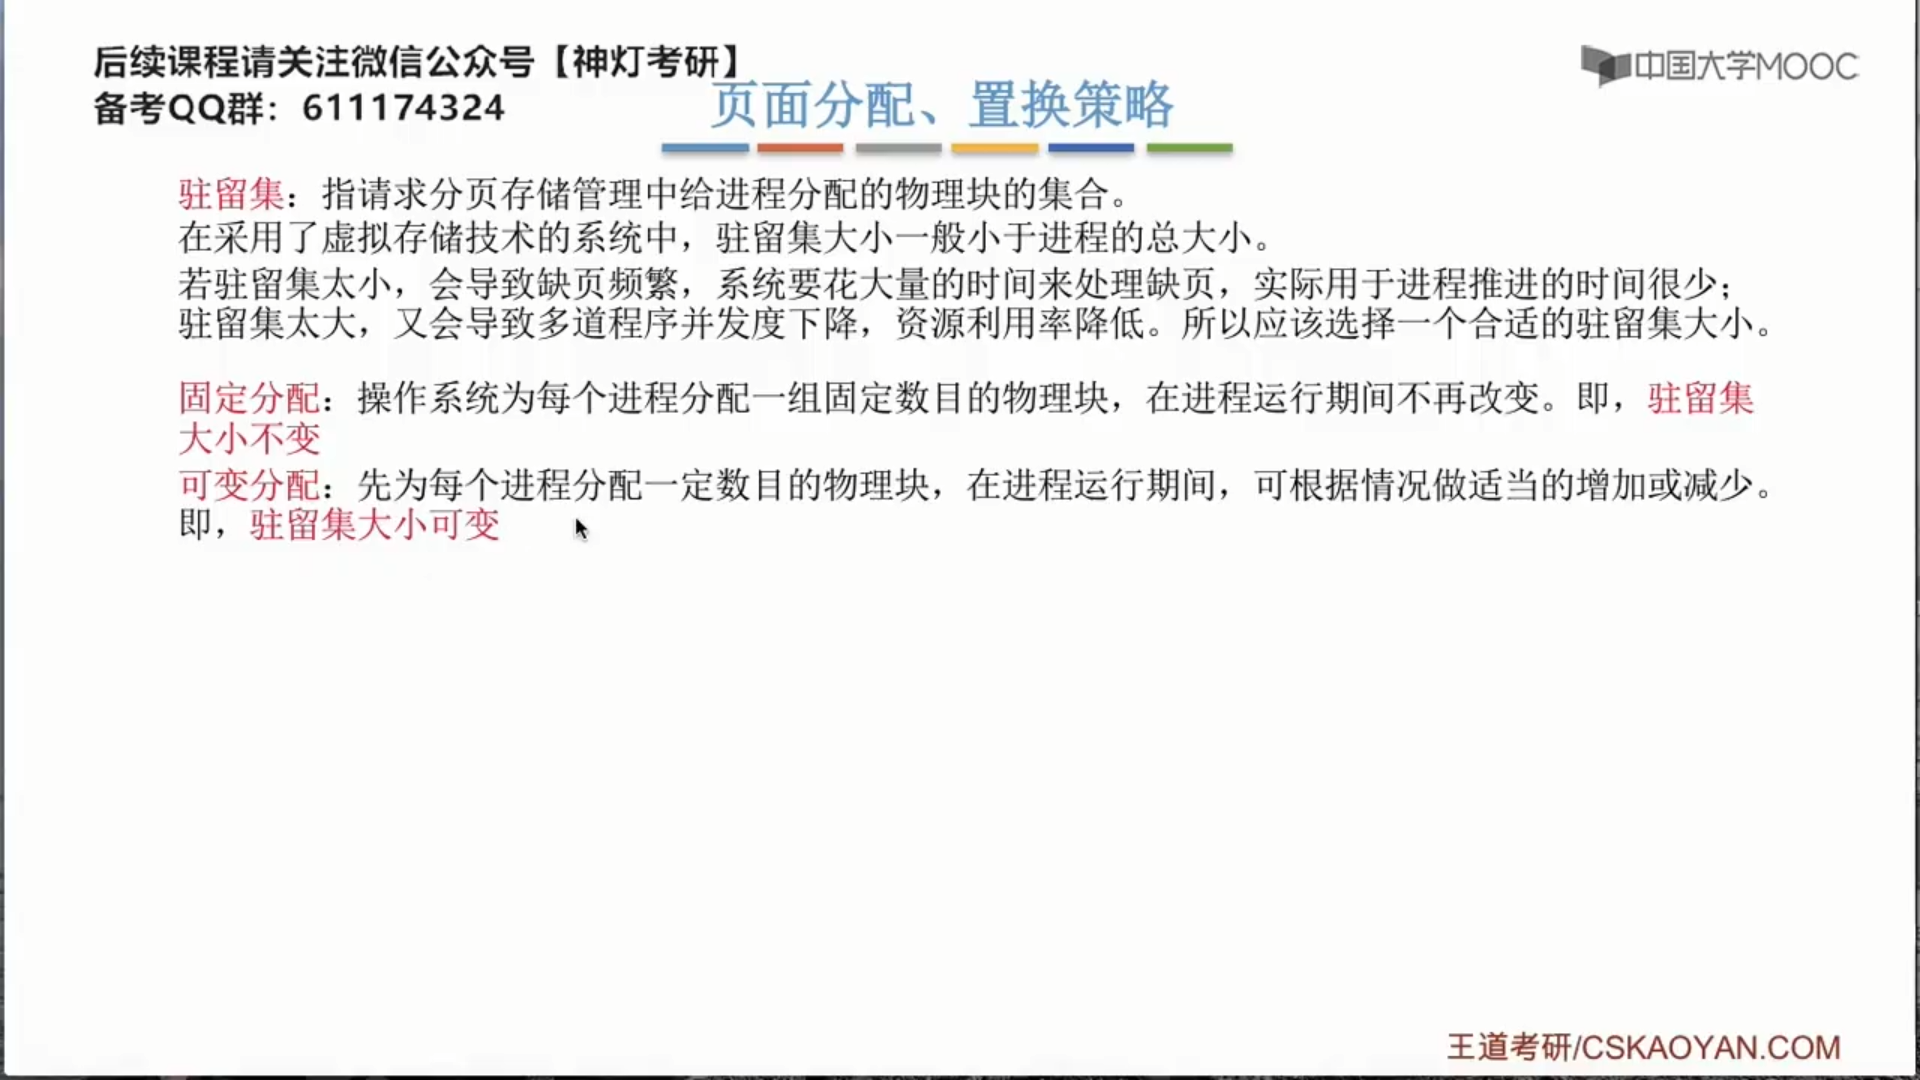 后续课程请关注微信公众号【神灯考研】
备考QQ群：611174324
中国大学MOOC
页面分配、置换策略
驻留集：指请求分页存储管理中给进程分配的物理块的集合。
在采用了虚拟存储技术的系统中，驻留集大小一般小于进程的总大小。
若驻留集太小，会导致缺页频繁，系统要花大量的时间来处理缺页，实际用于进程推进的时间很少；
驻留集太大，又会导致多道程序并发度下降，资源利用率降低。所以应该选择一个合适的驻留集大小。
固定分配：操作系统为每个进程分配一组固定数目的物理块，在进程运行期间不再改变。即，驻留集
大小不变
可变分配：先为每个进程分配一定数目的物理块，在进程运行期间，可根据情况做适当的增加或减少。
即，驻留集大小可变
王道考研/CSKAOYAN.COM